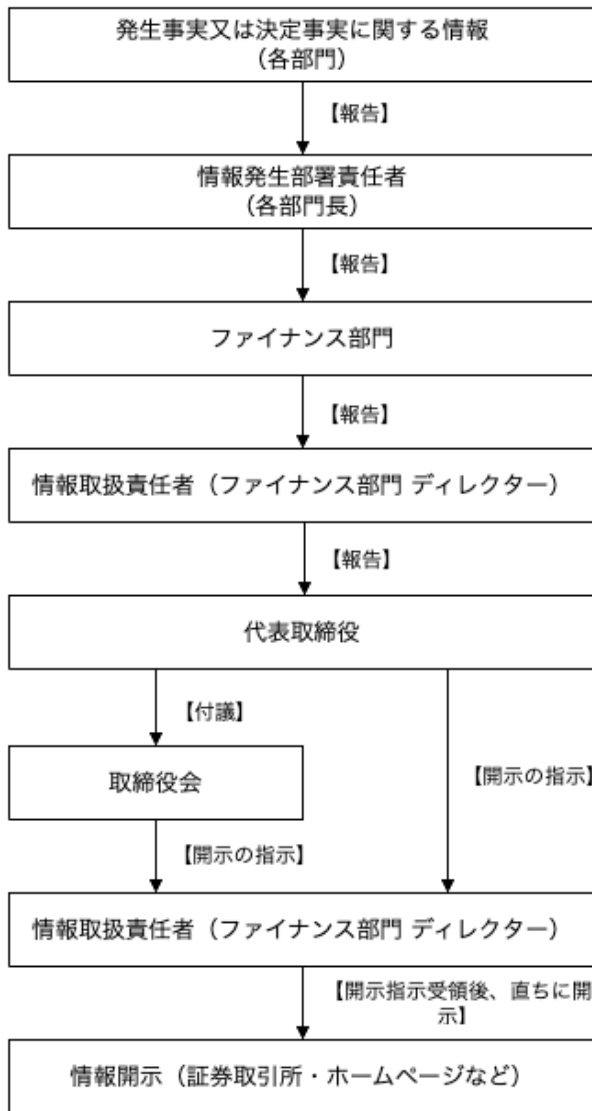 発生事実又は決定事実に関する情報
（各部門）
【報告】
情報発生部署責任者
（各部門長）
【報告】
ファイナンス部門
【報告】
情報取扱責任者（ファイナンス部門 ディレクター）
【報告】
代表取締役
【付議】
取締役会
【開示の指示】
【開示の指示】
情報取扱責任者（ファイナンス部門 ディレクター）
【開示指示受領後、直ちに開
示】
情報開示（証券取引所・ホームページなど）